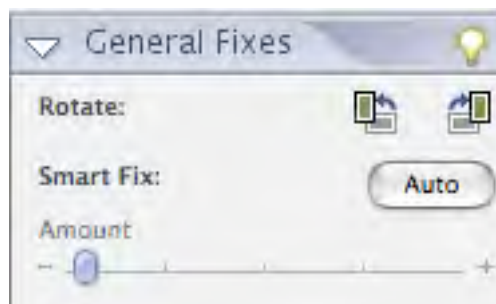 General Fixes
Rotate:
Smart Fix:
Auto
Amount
- +